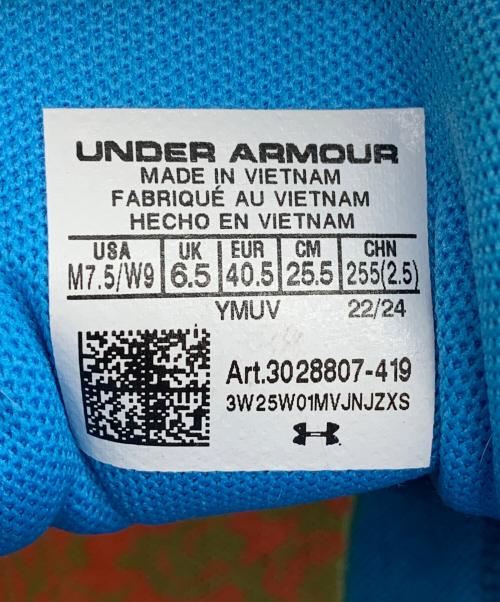 UNDER ARMOUR
MADE IN VIETNAM
FABRIQUÉ AU VIETNAM
HECHO EN VIETNAM
USA UK EUR CM CHN
M7.5/W9 6.5 40.5 25.5 255(2.5)
YMUV 22/24
Art.3028807-419
3W25W01MVJNJZXS